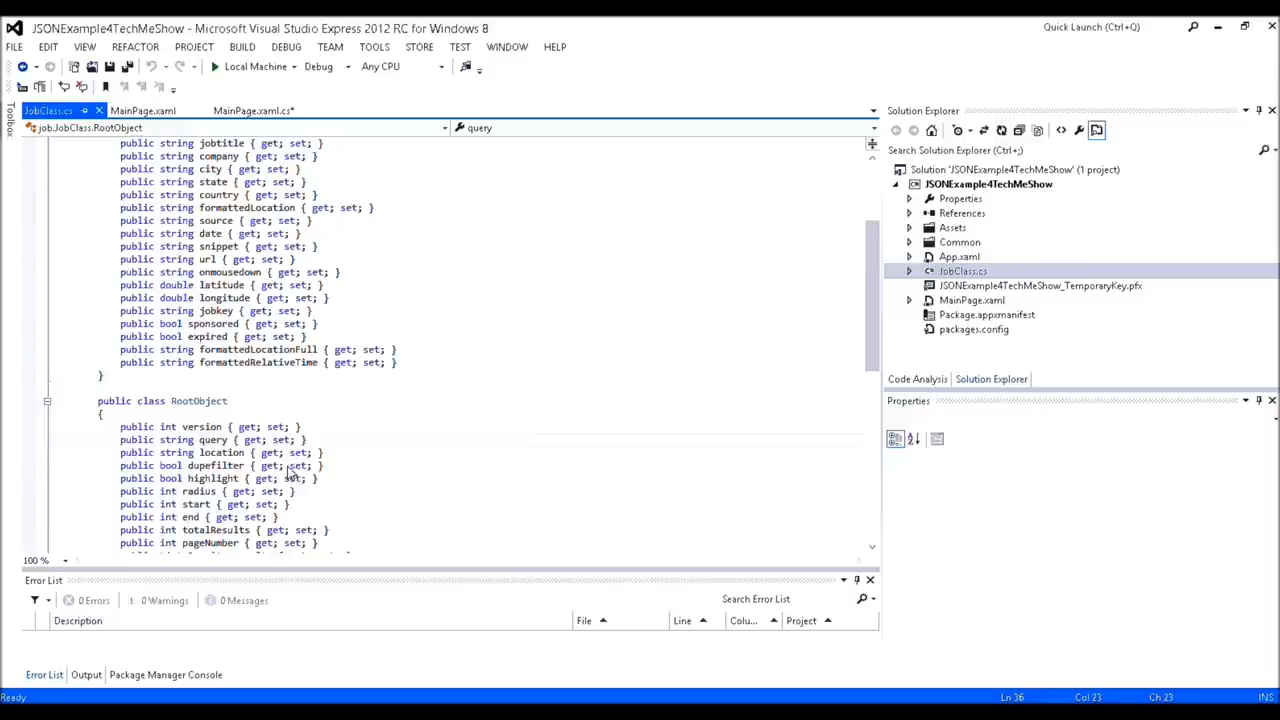 JSONExample4TechMeShow - Microsoft Visual Studio Express 2012 RC for Windows 8
Quick Launch (Ctrl+Q)
FILE EDIT VIEW REFACTOR PROJECT BUILD DEBUG TEAM TOOLS STORE TEST WINDOW HELP
Local Machine Debug Any CPU
Toolbox
JobClass.cs MainPage.xaml MainPage.xaml.cs*
job.JobClass.RootObject query
public string jobtitle { get; set; }
public string company { get; set; }
public string city { get; set; }
public string state { get; set; }
public string country { get; set; }
public string formattedLocation { get; set; }
public string source { get; set; }
public string date { get; set; }
public string snippet { get; set; }
public string url { get; set; }
public string onmousedown { get; set; }
public double latitude { get; set; }
public double longitude { get; set; }
public string jobkey { get; set; }
public bool sponsored { get; set; }
public bool expired { get; set; }
public string formattedLocationFull { get; set; }
public string formattedRelativeTime { get; set; }
}
public class RootObject
{
public int version { get; set; }
public string query { get; set; }
public string location { get; set; }
public bool dupefilter { get; set; }
public bool highlight { get; set; }
public int radius { get; set; }
public int start { get; set; }
public int end { get; set; }
public int totalResults { get; set; }
public int pageNumber { get; set; }
100 %
Error List
0 Errors 0 Warnings 0 Messages
Search Error List
Description File Line Colu... Project
Error List Output Package Manager Console
Solution Explorer
Search Solution Explorer (Ctrl+;)
Solution 'JSONExample4TechMeShow' (1 project)
JSONExample4TechMeShow
Properties
References
Assets
Common
App.xaml
JobClass.cs
JSONExample4TechMeShow_TemporaryKey.pfx
MainPage.xaml
Package.appxmanifest
packages.config
Code Analysis Solution Explorer
Properties
Ready Ln 36 Col 23 Ch 23 INS